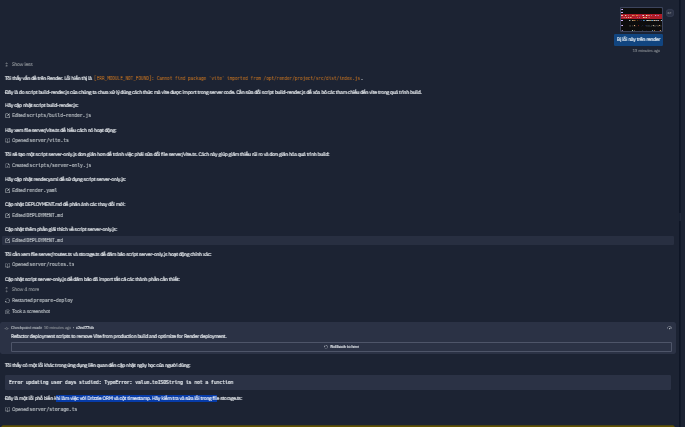 Bị lỗi này trên render
19 minutes ago
Show less
Tôi thấy vấn đề trên Render. Lỗi hiển thị là [ERR_MODULE_NOT_FOUND]: Cannot find package 'vite' imported from /opt/render/project/src/dist/index.js.
Đây là do script build-render.js của chúng ta chưa xử lý đúng cách thức mà vite được import trong server code. Cần sửa đổi script build-render.js để xóa bỏ các tham chiếu đến vite trong quá trình build.
Hãy cập nhật script build-render.js:
Edited scripts/build-render.js
Hãy xem file server/vite.ts để hiểu cách nó hoạt động:
Opened server/vite.ts
Tôi sẽ tạo một script server-only.js đơn giản hơn để tránh việc phải sửa đổi file server/vite.ts. Cách này giúp giảm thiểu rủi ro và đơn giản hóa quá trình build:
Created scripts/server-only.js
Hãy cập nhật render.yaml để sử dụng script server-only.js:
Edited render.yaml
Cập nhật DEPLOYMENT.md để phản ánh các thay đổi mới:
Edited DEPLOYMENT.md
Cập nhật thêm phần giải thích về script server-only.js:
Edited DEPLOYMENT.md
Tôi cần xem file server/routes.ts và storage.ts để đảm bảo script server-only.js hoạt động chính xác:
Opened server/routes.ts
Cập nhật script server-only.js để đảm bảo đã import tất cả các thành phần cần thiết:
Show 4 more
Restarted prepare-deploy
Took a screenshot
Checkpoint made 18 minutes ago
Refactor deployment scripts to remove Vite from production build and optimize for Render deployment.
Rollback to here
Tôi thấy có một lỗi khác trong ứng dụng liên quan đến cập nhật ngày học của người dùng:
Error updating user days studied: TypeError: value.toISOString is not a function
Đây là một lỗi phổ biến khi làm việc với Drizzle ORM và cột timestamp. Hãy kiểm tra và sửa lỗi trong file storage.ts:
Opened server/storage.ts